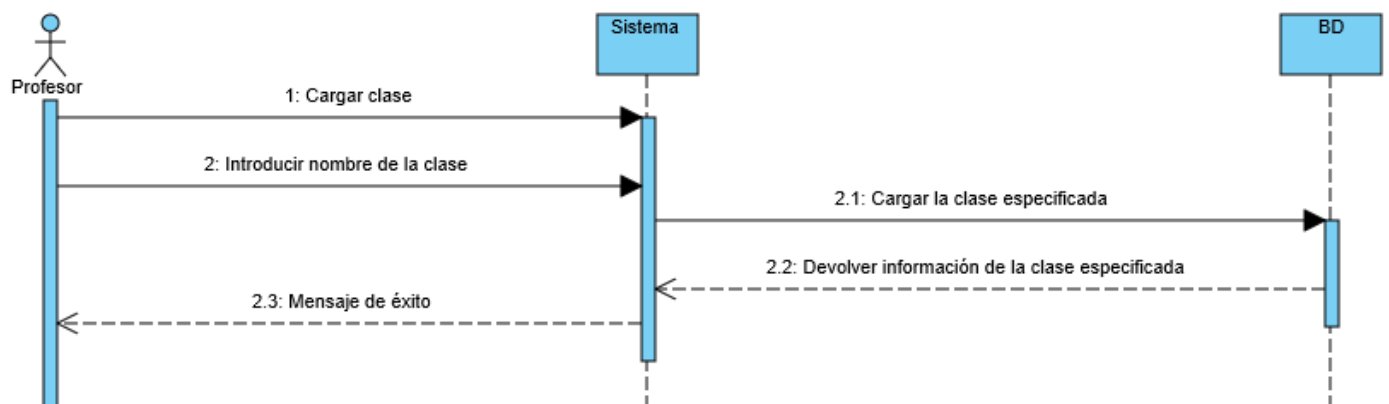 Sistema
BD
Profesor
1: Cargar clase
2: Introducir nombre de la clase
2.1: Cargar la clase especificada
2.2: Devolver información de la clase especificada
2.3: Mensaje de éxito